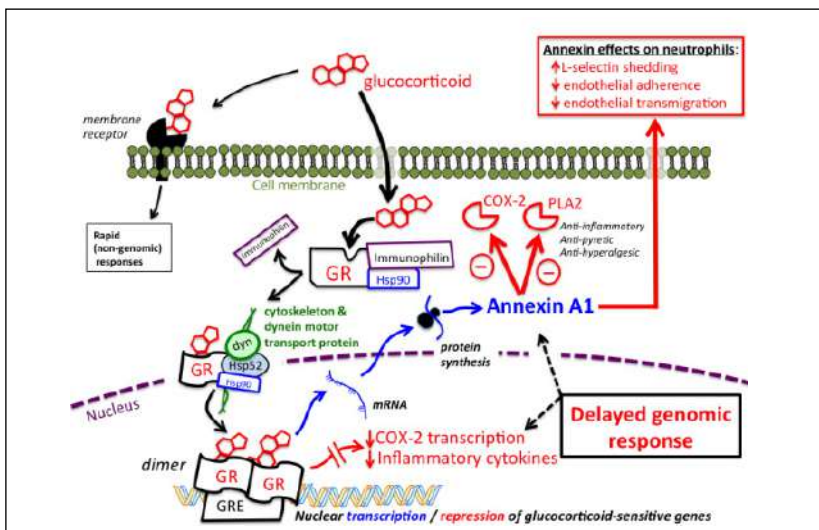 Annexin effects on neutrophils:
↑L-selectin shedding
↓ endothelial adherence
↓ endothelial transmigration
glucocorticoid
membrane
receptor
Cell membrane
COX-2
PLA2
Rapid
(non-genomic)
responses
Anti-inflammatory
Anti-pyretic
Anti-hyperalgesic
immunophilin
GR
Immunophilin
Hsp90
Annexin A1
cytoskeleton &
dynein motor
transport protein
dyn
GR
Hsp52
Hsp90
protein
synthesis
Nucleus
mRNA
Delayed genomic
response
↓COX-2 transcription
↓Inflammatory cytokines
dimer
GR
GR
GRE
Nuclear transcription / repression of glucocorticoid-sensitive genes